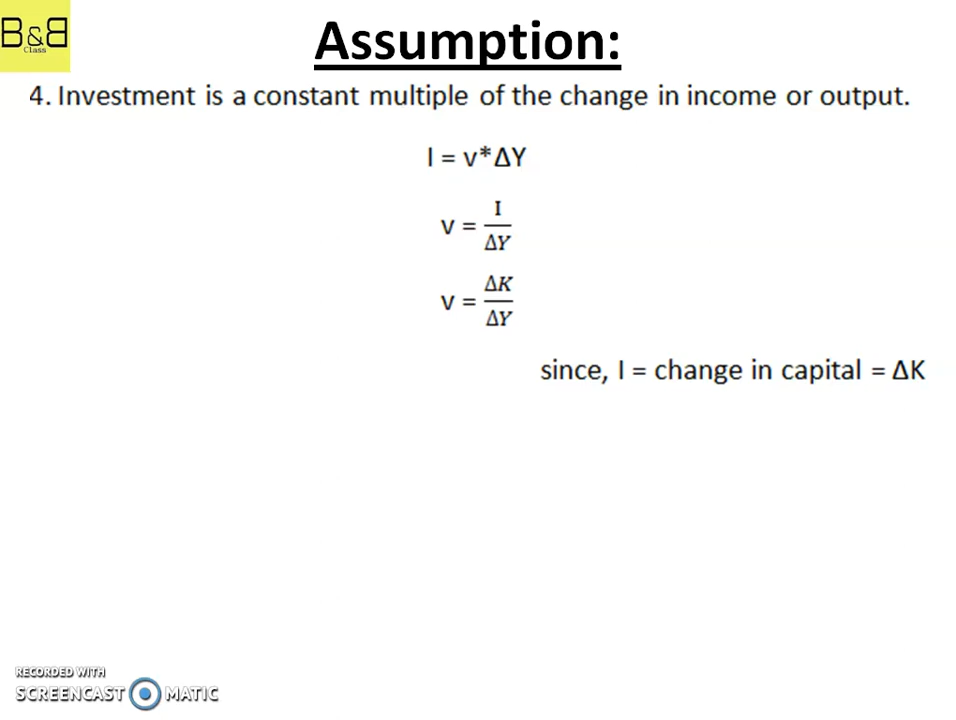 B&B
Class
Assumption:
4. Investment is a constant multiple of the change in income or output.
I = v*ΔY
v = I/ΔY
v = ΔK/ΔY
since, I = change in capital = ΔK
RECORDED WITH
SCREENCAST MATIC